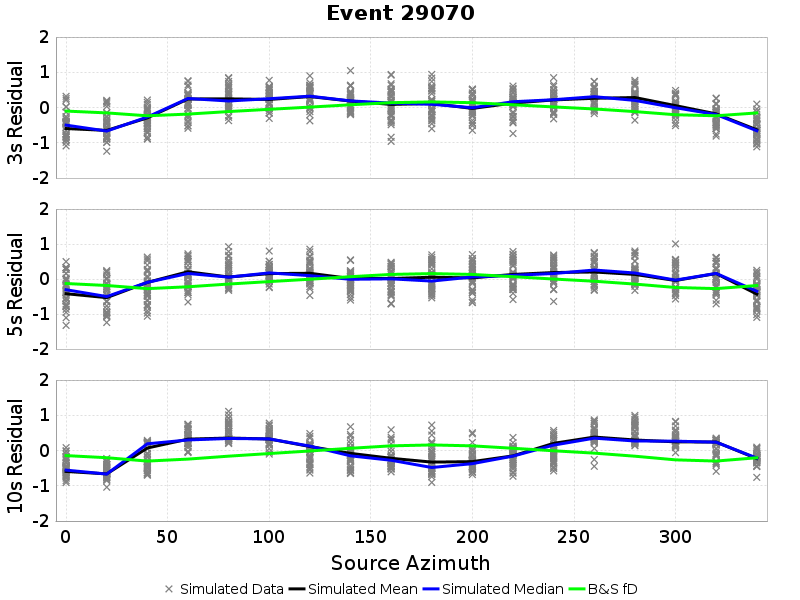 Event 29070
3s Residual
2
1
0
-1
-2
5s Residual
2
1
0
-1
-2
10s Residual
2
1
0
-1
-2
0 50 100 150 200 250 300
Source Azimuth
Simulated Data Simulated Mean Simulated Median B&S fD